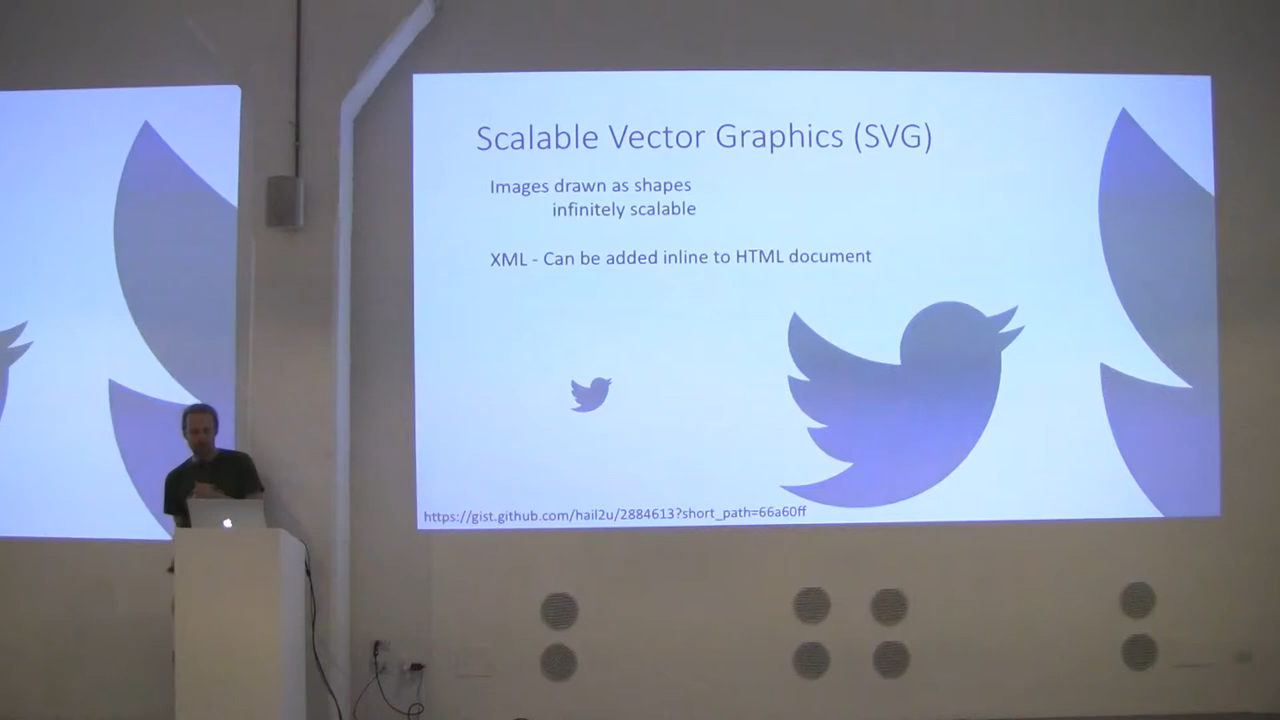 Scalable Vector Graphics (SVG)
Images drawn as shapes
infinitely scalable
XML - Can be added inline to HTML document
https://gist.github.com/hail2u/2884613?short_path=66a60ff